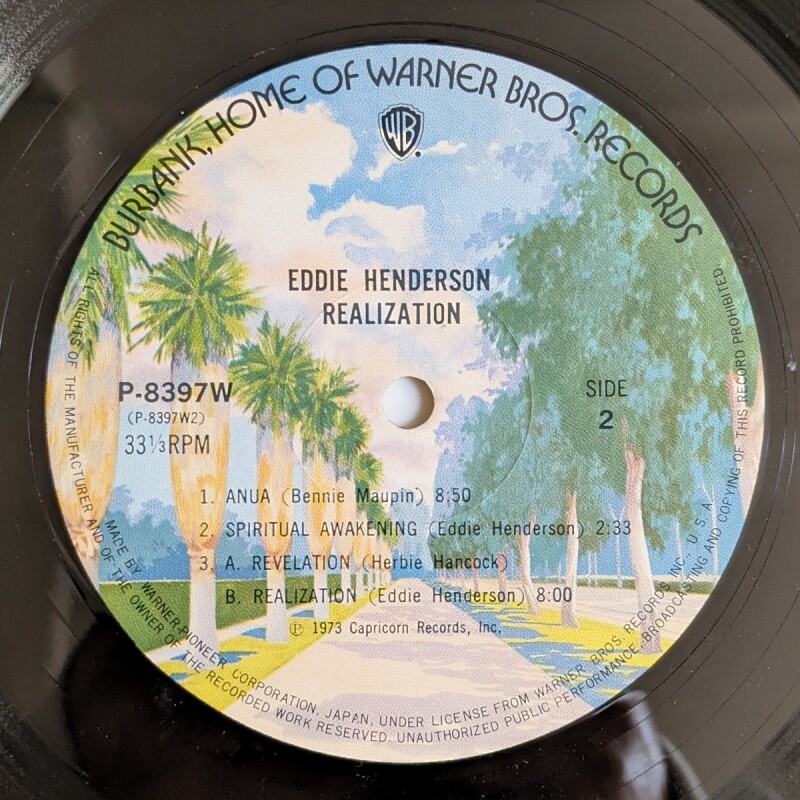 BURBANK, HOME OF WARNER BROS. RECORDS
WB
EDDIE HENDERSON
REALIZATION
P-8397W
(P-8397W2)
33⅓RPM
SIDE
2
1. ANUA (Bennie Maupin) 8:50
2. SPIRITUAL AWAKENING (Eddie Henderson) 2:33
3. A. REVELATION (Herbie Hancock)
B. REALIZATION (Eddie Henderson) 8:00
Ⓟ 1973 Capricorn Records, Inc.
MADE BY WARNER-PIONEER CORPORATION, JAPAN, UNDER LICENSE FROM WARNER BROS. RECORDS INC., U.S.A.
ALL RIGHTS OF THE MANUFACTURER AND OF THE OWNER OF THE RECORDED WORK RESERVED. UNAUTHORIZED PUBLIC PERFORMANCE BROADCASTING AND COPYING OF THIS RECORD PROHIBITED.